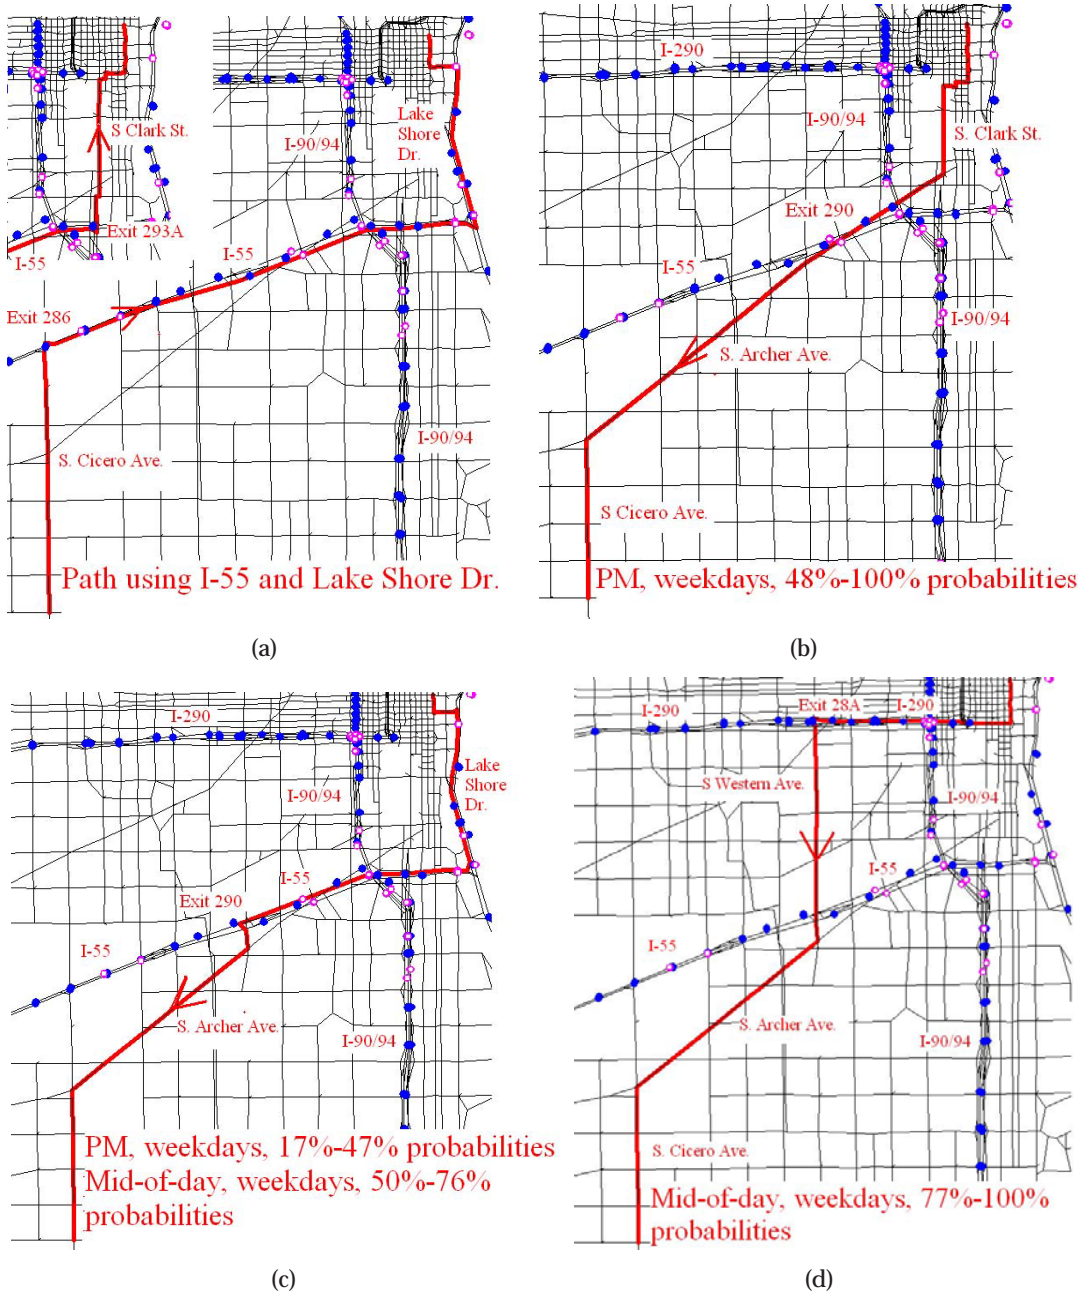 S Clark St.
Exit 293A
I-55
Exit 286
I-90/94
Lake
Shore
Dr.
I-55
I-90/94
S. Cicero Ave.
Path using I-55 and Lake Shore Dr.
(a)
I-290
I-90/94
S. Clark St.
Exit 290
I-55
I-90/94
S. Archer Ave.
S Cicero Ave.
PM, weekdays, 48%-100% probabilities
(b)
I-290
Lake
Shore
Dr.
I-90/94
I-55
Exit 290
I-55
S. Archer Ave.
I-90/94
PM, weekdays, 17%-47% probabilities
Mid-of-day, weekdays, 50%-76%
probabilities
(c)
I-290
Exit 28A
I-290
S Western Ave.
I-90/94
I-55
I-55
S. Archer Ave.
I-90/94
S. Cicero Ave.
Mid-of-day, weekdays, 77%-100%
probabilities
(d)